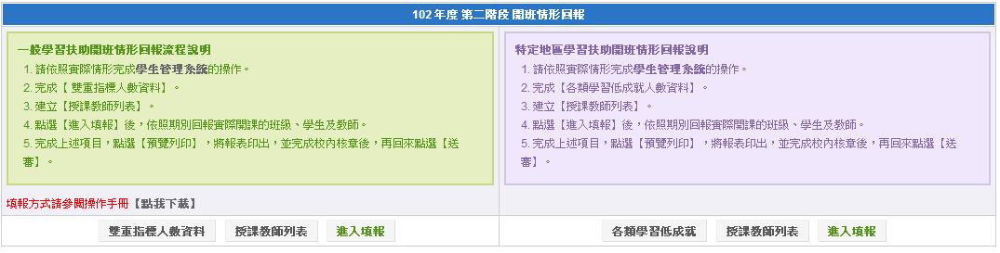 102 年度 第二階段 開班情形回報
一般學習扶助開班情形回報流程說明
1. 請依照實際情形完成學生管理系統的操作。
2. 完成【 雙重指標人數資料】。
3. 建立【授課教師列表】。
4. 點選【進入填報】後，依照期別回報實際開課的班級、學生及教師。
5. 完成上述項目，點選【預覽列印】，將報表印出，並完成校內核章後，再回來點選【送
審】。
填報方式請參閱操作手冊【點我下載】
雙重指標人數資料 授課教師列表 進入填報
特定地區學習扶助開班情形回報說明
1. 請依照實際情形完成學生管理系統的操作。
2. 完成【各類學習低成就人數資料】。
3. 建立【授課教師列表】。
4. 點選【進入填報】後，依照期別回報實際開課的班級、學生及教師。
5. 完成上述項目，點選【預覽列印】，將報表印出，並完成校內核章後，再回來點選【送
審】。
各類學習低成就 授課教師列表 進入填報